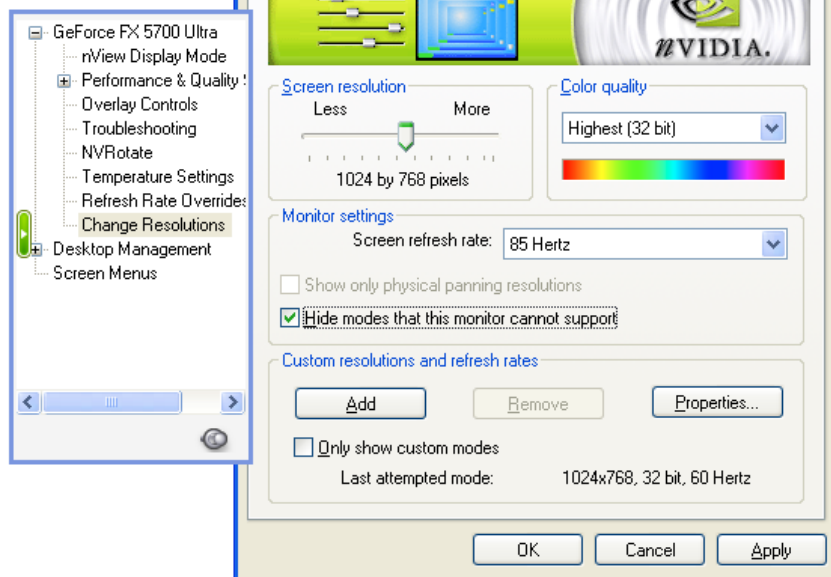 GeForce FX 5700 Ultra
nView Display Mode
Performance & Quality S
Overlay Controls
Troubleshooting
NVRotate
Temperature Settings
Refresh Rate Overrides
Change Resolutions
Desktop Management
Screen Menus
nVIDIA.
Screen resolution
Less More
1024 by 768 pixels
Color quality
Highest (32 bit)
Monitor settings
Screen refresh rate: 85 Hertz
Show only physical panning resolutions
Hide modes that this monitor cannot support
Custom resolutions and refresh rates
Add Remove Properties...
Only show custom modes
Last attempted mode: 1024x768, 32 bit, 60 Hertz
OK Cancel Apply